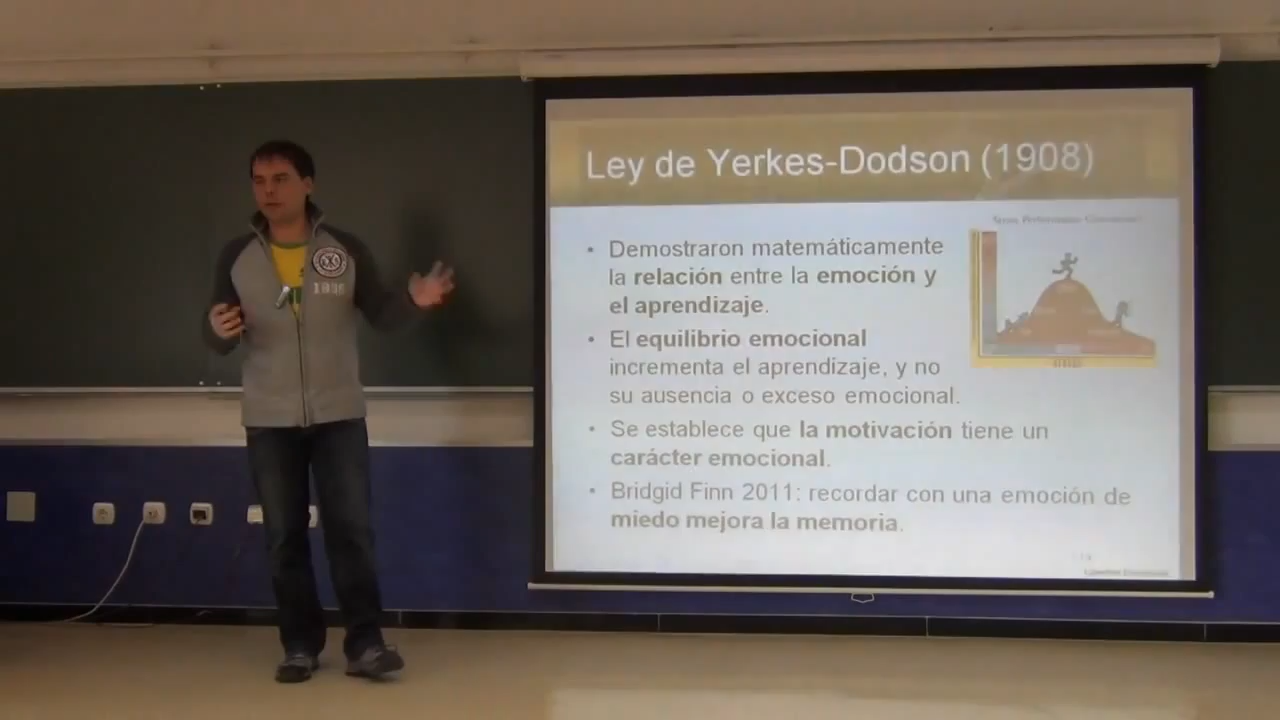 Ley de Yerkes-Dodson (1908)
Stress Performance
• Demostraron matemáticamente
la relación entre la emoción y
el aprendizaje.
• El equilibrio emocional
incrementa el aprendizaje, y no
su ausencia o exceso emocional.
• Se establece que la motivación tiene un
carácter emocional.
• Bridgid Finn 2011: recordar con una emoción de
miedo mejora la memoria.